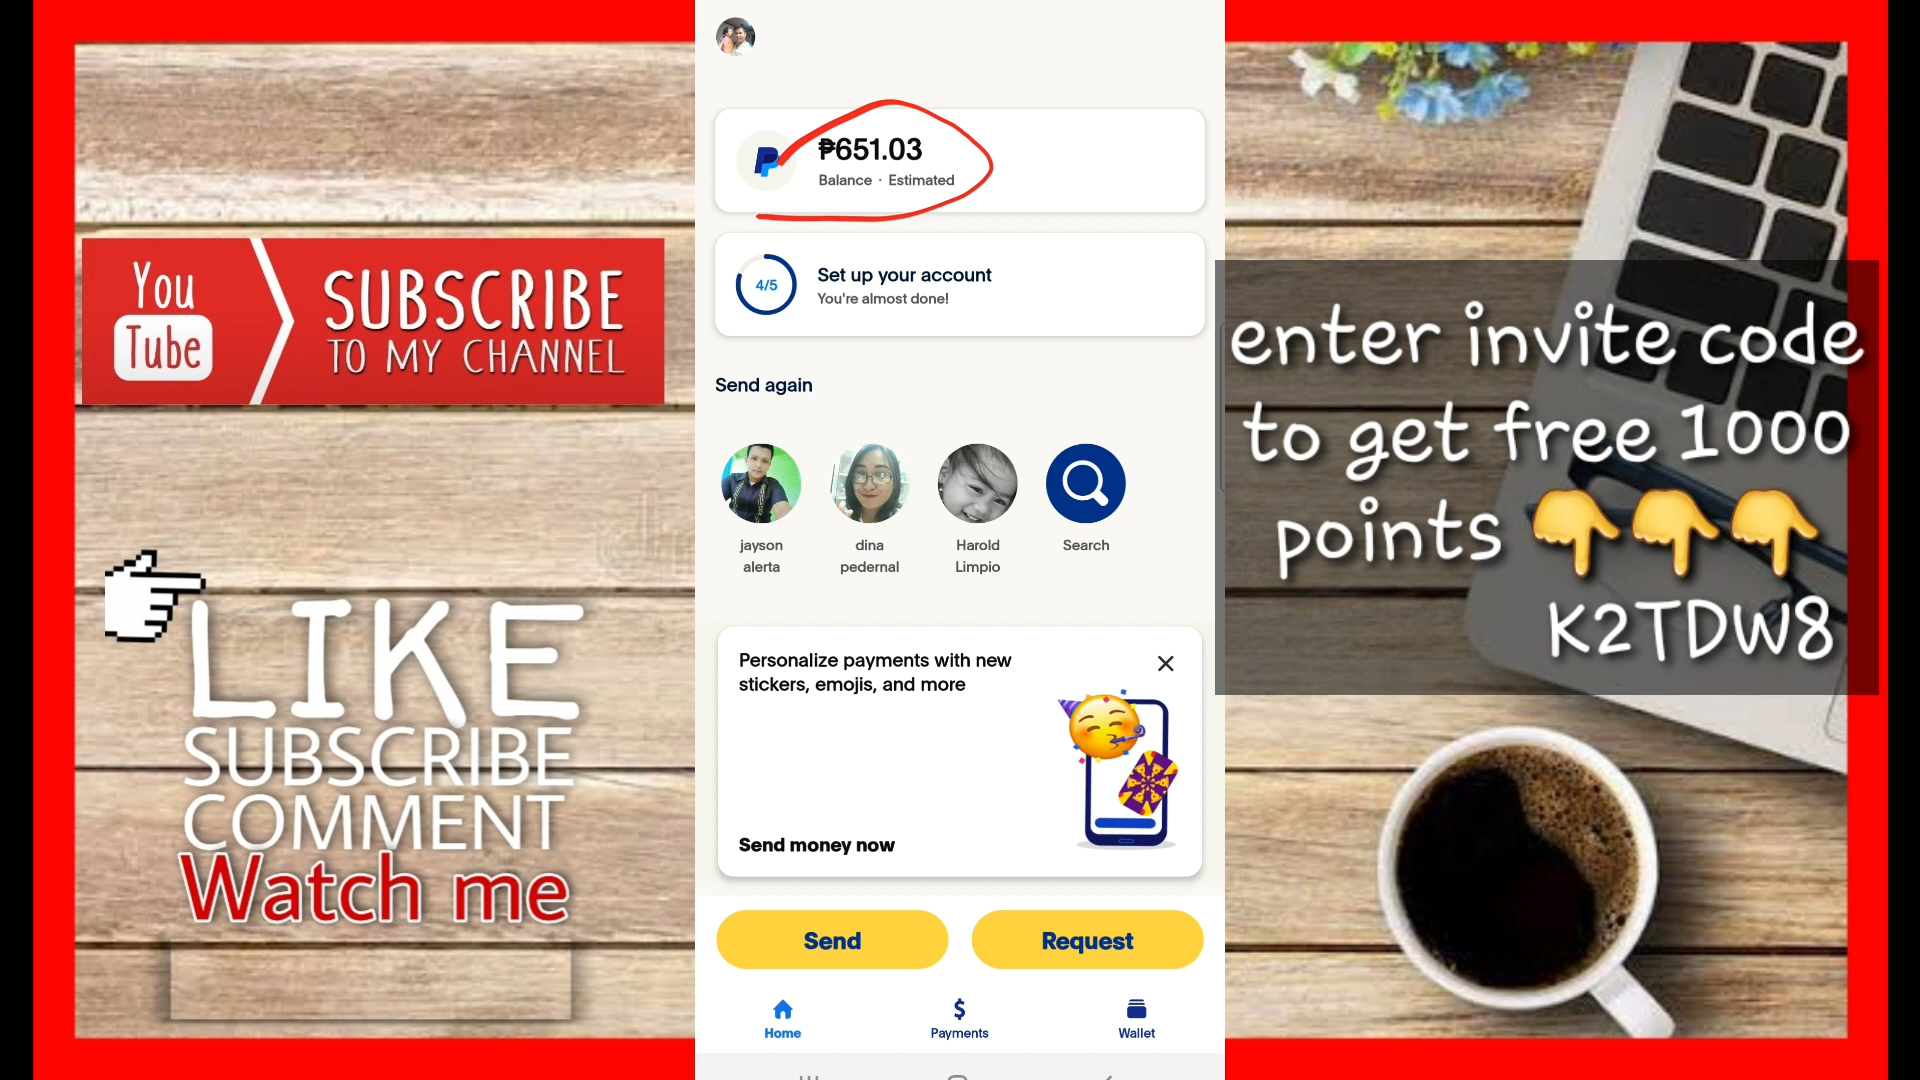 You
Tube
SUBSCRIBE
TO MY CHANNEL
LIKE
SUBSCRIBE
COMMENT
Watch me
₱651.03
Balance · Estimated
4/5
Set up your account
You're almost done!
Send again
jayson
alerta
dina
pedernal
Harold
Limpio
Search
Personalize payments with new
stickers, emojis, and more
Send money now
Send
Request
Home
Payments
Wallet
enter invite code
to get free 1000
points 👇👇👇
K2TDW8